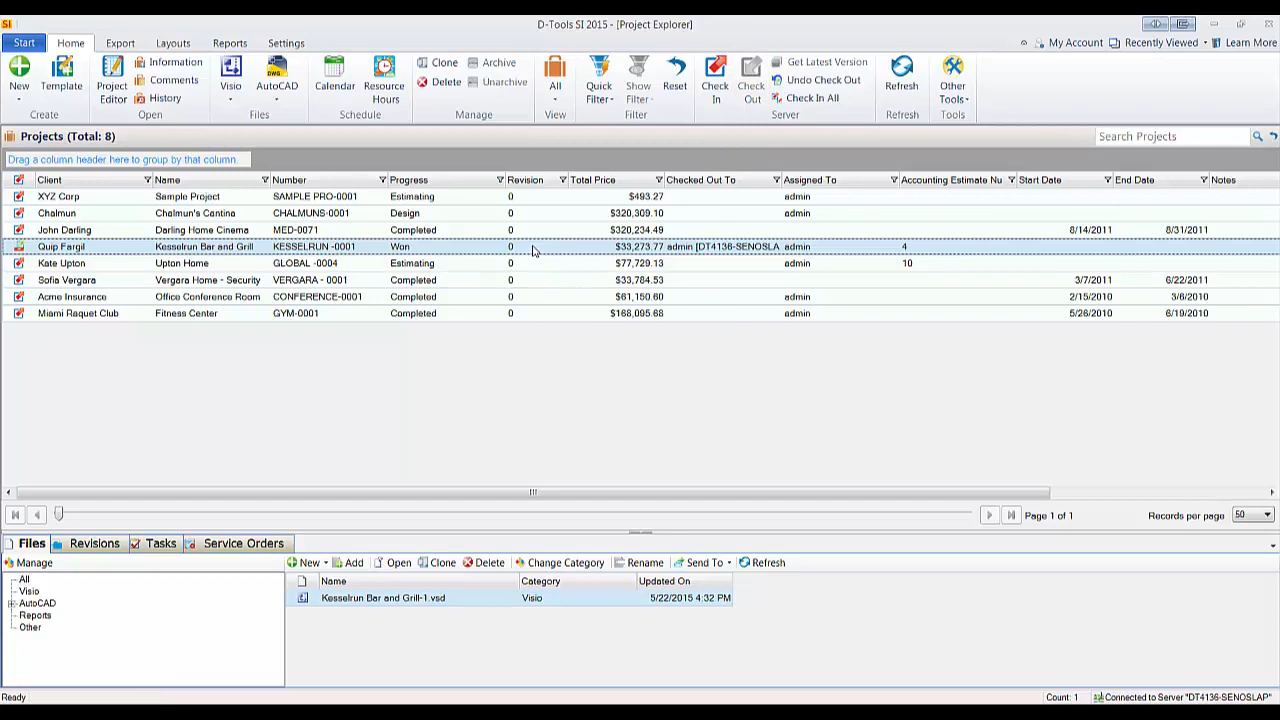 SI D-Tools SI 2015 - [Project Explorer]
Start Home Export Layouts Reports Settings My Account Recently Viewed Learn More
New Template Project Editor Information Comments History Visio AutoCAD Calendar Resource Hours Clone Delete Archive Unarchive All Quick Filter Show Filter Reset Check In Check Out Get Latest Version Undo Check Out Check In All Refresh Other Tools
Create Open Files Schedule Manage View Filter Server Refresh Tools
Projects (Total: 8) Search Projects
Drag a column header here to group by that column.
Client Name Number Progress Revision Total Price Checked Out To Assigned To Accounting Estimate Nu Start Date End Date Notes
XYZ Corp Sample Project SAMPLE PRO-0001 Estimating 0 $493.27 admin
Chalmun Chalmun's Cantina CHALMUNS-0001 Design 0 $320,309.10 admin
John Darling Darling Home Cinema MED-0071 Completed 0 $320,234.49 8/14/2011 8/31/2011
Quip Fargil Kesselrun Bar and Grill KESSELRUN -0001 Won 0 $33,273.77 admin [DT4136-SENOSLA admin 4
Kate Upton Upton Home GLOBAL -0004 Estimating 0 $77,729.13 admin 10
Sofia Vergara Vergara Home - Security VERGARA - 0001 Completed 0 $33,784.53 3/7/2011 6/22/2011
Acme Insurance Office Conference Room CONFERENCE-0001 Completed 0 $61,150.60 admin 2/15/2010 3/6/2010
Miami Raquet Club Fitness Center GYM-0001 Completed 0 $168,095.68 admin 5/26/2010 6/19/2010
Page 1 of 1 Records per page 50
Files Revisions Tasks Service Orders
Manage New Add Open Clone Delete Change Category Rename Send To Refresh
All Name Category Updated On
Visio
AutoCAD Kesselrun Bar and Grill-1.vsd Visio 5/22/2015 4:32 PM
Reports
Other
Ready Count: 1 Connected to Server "DT4136-SENOSLAP"